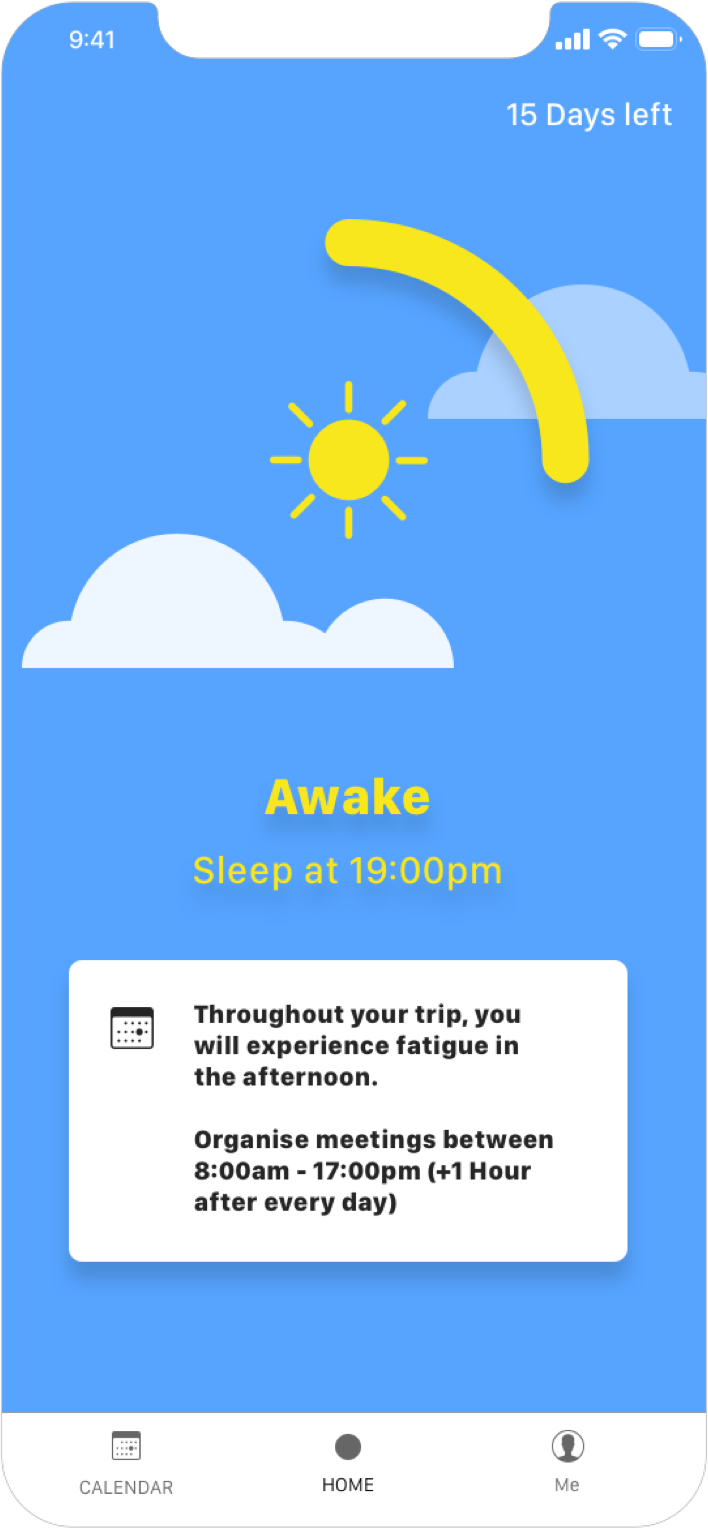 9:41
15 Days left
Awake
Sleep at 19:00pm
Throughout your trip, you
will experience fatigue in
the afternoon.
Organise meetings between
8:00am - 17:00pm (+1 Hour
after every day)
CALENDAR
HOME
Me